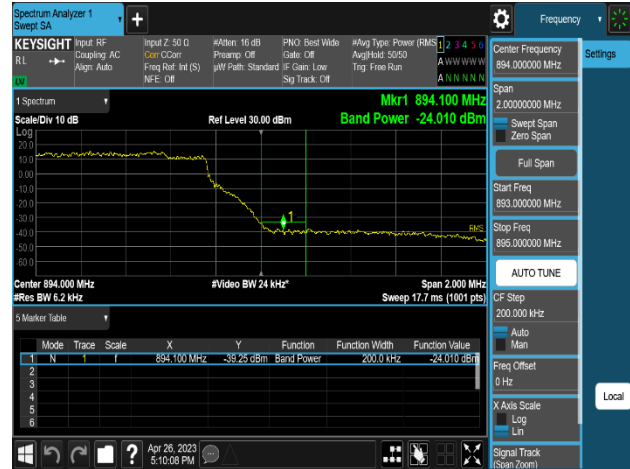 Spectrum Analyzer 1
Swept SA
+
Frequency
KEYSIGHT
RL
LW
Input: RF
Coupling: AC
Align: Auto
Input Z: 50 Ω
Corr CCorr
Freq Ref: Int (S)
NFE: Off
#Atten: 16 dB
Preamp: Off
µW Path: Standard
PNO: Best Wide
Gate: Off
IF Gain: Low
Sig Track: Off
#Avg Type: Power (RMS
Avg|Hold: 50/50
Trig: Free Run
1 2 3 4 5 6
A W W W W W
A N N N N N
1 Spectrum
Scale/Div 10 dB
Ref Level 30.00 dBm
Mkr1 894.100 MHz
Band Power -24.010 dBm
Log
20.0
10.0
0.00
-10.0
-20.0
-30.0
-40.0
-50.0
-60.0
1
RMS
Center 894.000 MHz
#Video BW 24 kHz*
Span 2.000 MHz
#Res BW 6.2 kHz
Sweep 17.7 ms (1001 pts)
5 Marker Table
Mode Trace Scale X Y Function Function Width Function Value
1 N 1 f 894.100 MHz -39.25 dBm Band Power 200.0 kHz -24.010 dBm
2
3
4
5
6
?
Apr 26, 2023
5:10:08 PM
Center Frequency
894.000000 MHz
Settings
Span
2.00000000 MHz
Swept Span
Zero Span
Full Span
Start Freq
893.000000 MHz
Stop Freq
895.000000 MHz
AUTO TUNE
CF Step
200.000 kHz
Auto
Man
Freq Offset
0 Hz
Local
X Axis Scale
Log
Lin
Signal Track
(Span Zoom)